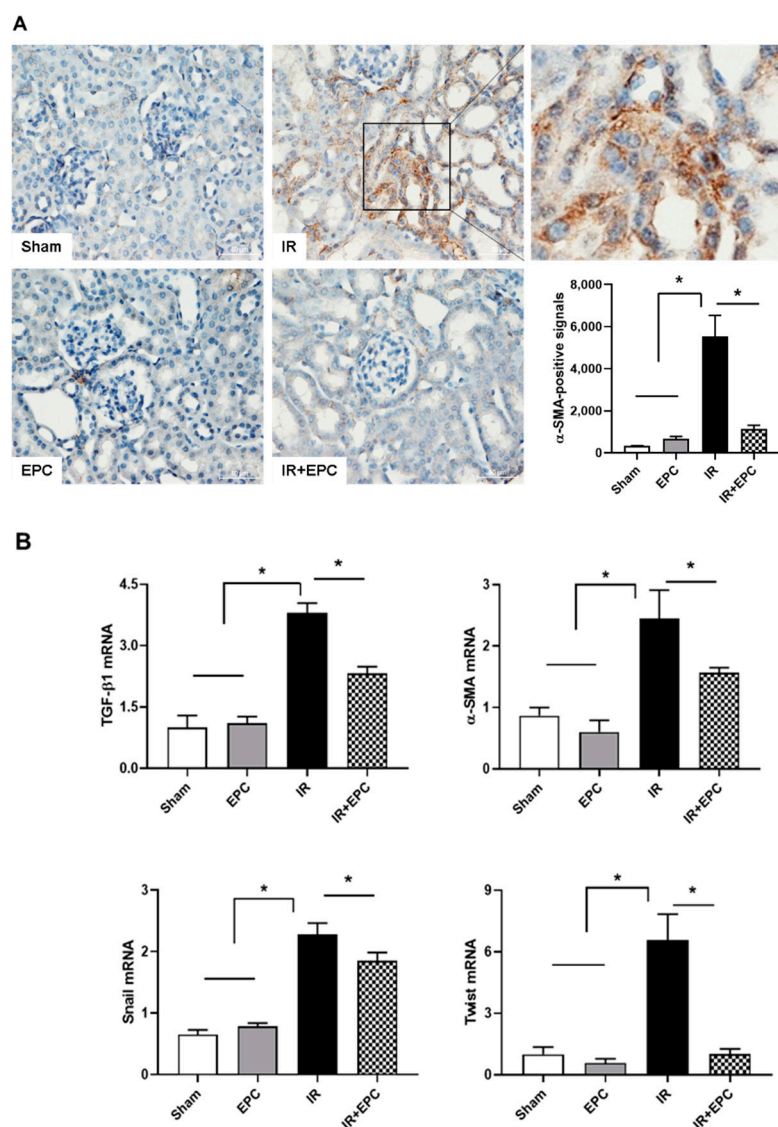 A
Sham
IR
EPC
IR+EPC
α-SMA-positive signals
8,000
6,000
4,000
2,000
0
*
*
Sham
EPC
IR
IR+EPC
B
TGF-β1 mRNA
4.5
3.0
1.5
0.0
*
*
Sham
EPC
IR
IR+EPC
α-SMA mRNA
3
2
1
0
*
*
Sham
EPC
IR
IR+EPC
Snail mRNA
3
2
1
0
*
*
Sham
EPC
IR
IR+EPC
Twist mRNA
9
6
3
0
*
*
Sham
EPC
IR
IR+EPC